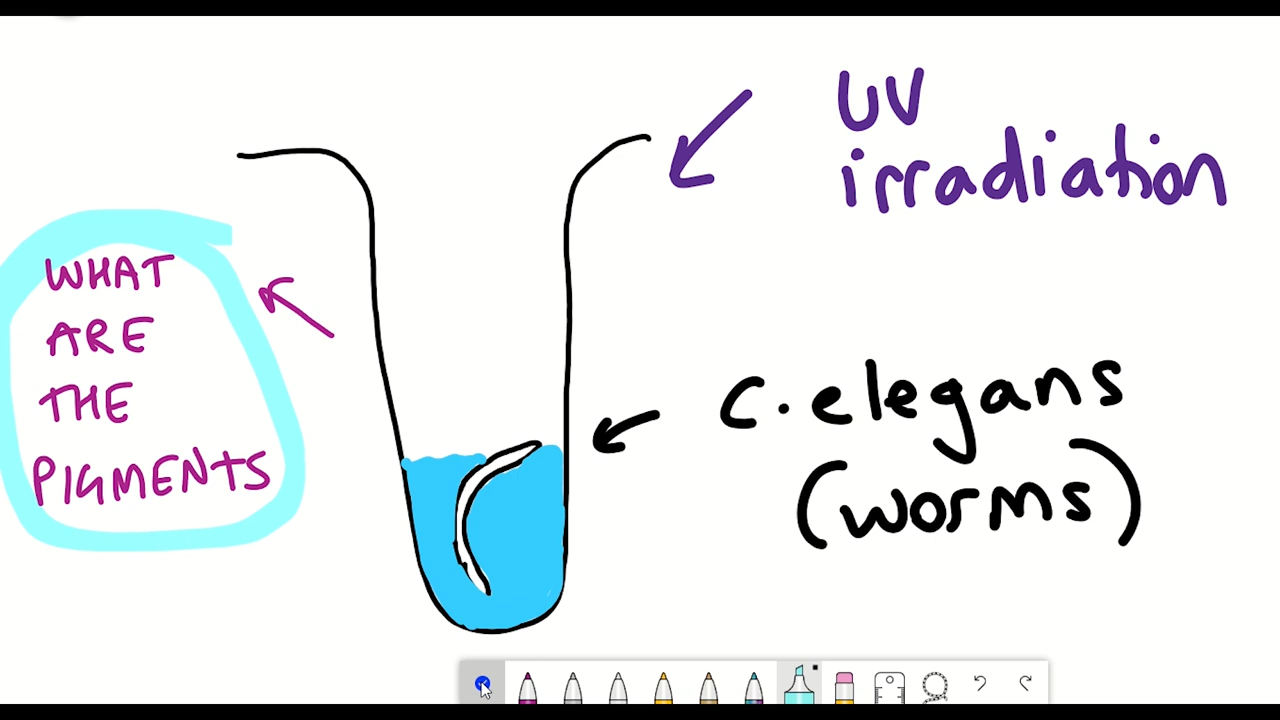 UV
irradiation
WHAT
ARE
THE
PIGMENTS
C. elegans
(worms)